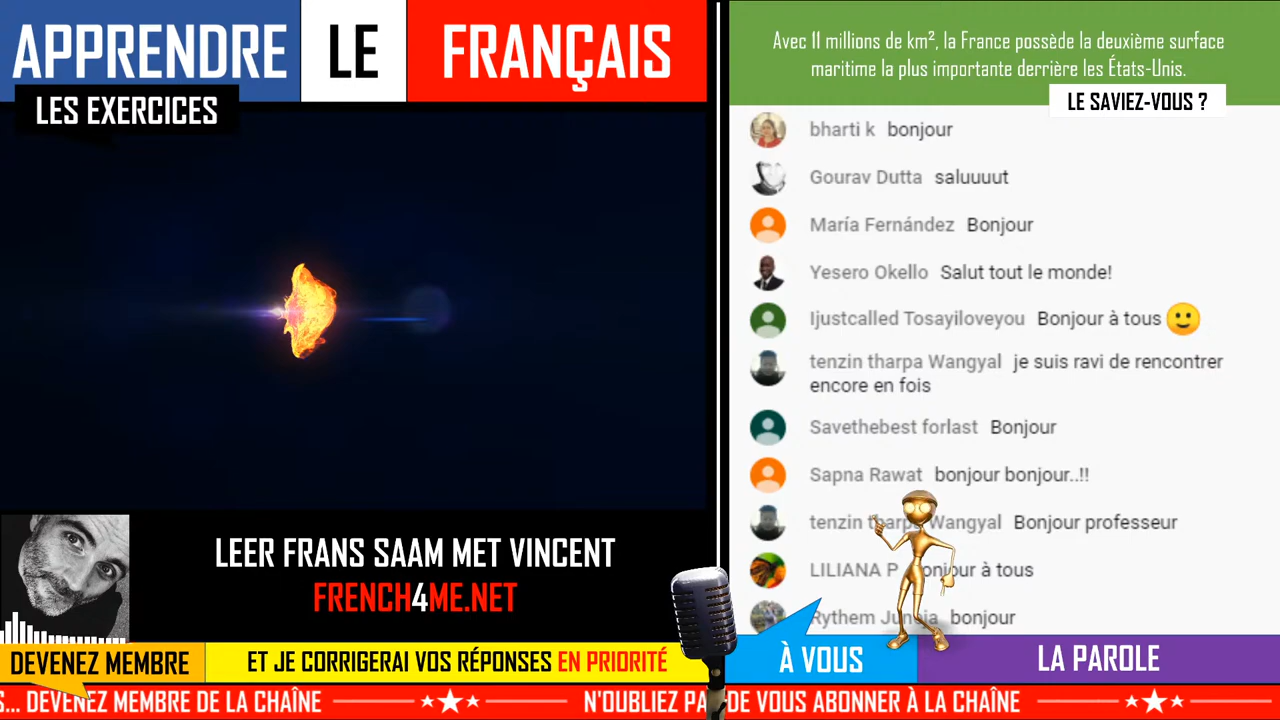 APPRENDRE LE FRANÇAIS
LES EXERCICES
Avec 11 millions de km², la France possède la deuxième surface
maritime la plus importante derrière les États-Unis.
LE SAVIEZ-VOUS ?
bharti k bonjour
Gourav Dutta saluuuut
María Fernández Bonjour
Yesero Okello Salut tout le monde!
Ijustcalled Tosayiloveyou Bonjour à tous
tenzin tharpa Wangyal je suis ravi de rencontrer
encore en fois
Savethebest forlast Bonjour
Sapna Rawat bonjour bonjour..!!
tenzin tharpa Wangyal Bonjour professeur
LILIANA P bonjour à tous
Rythem Juneja bonjour
LEER FRANS SAAM MET VINCENT
FRENCH4ME.NET
DEVENEZ MEMBRE
ET JE CORRIGERAI VOS RÉPONSES EN PRIORITÉ
À VOUS LA PAROLE
S... DEVENEZ MEMBRE DE LA CHAÎNE N'OUBLIEZ PA DE VOUS ABONNER À LA CHAÎNE